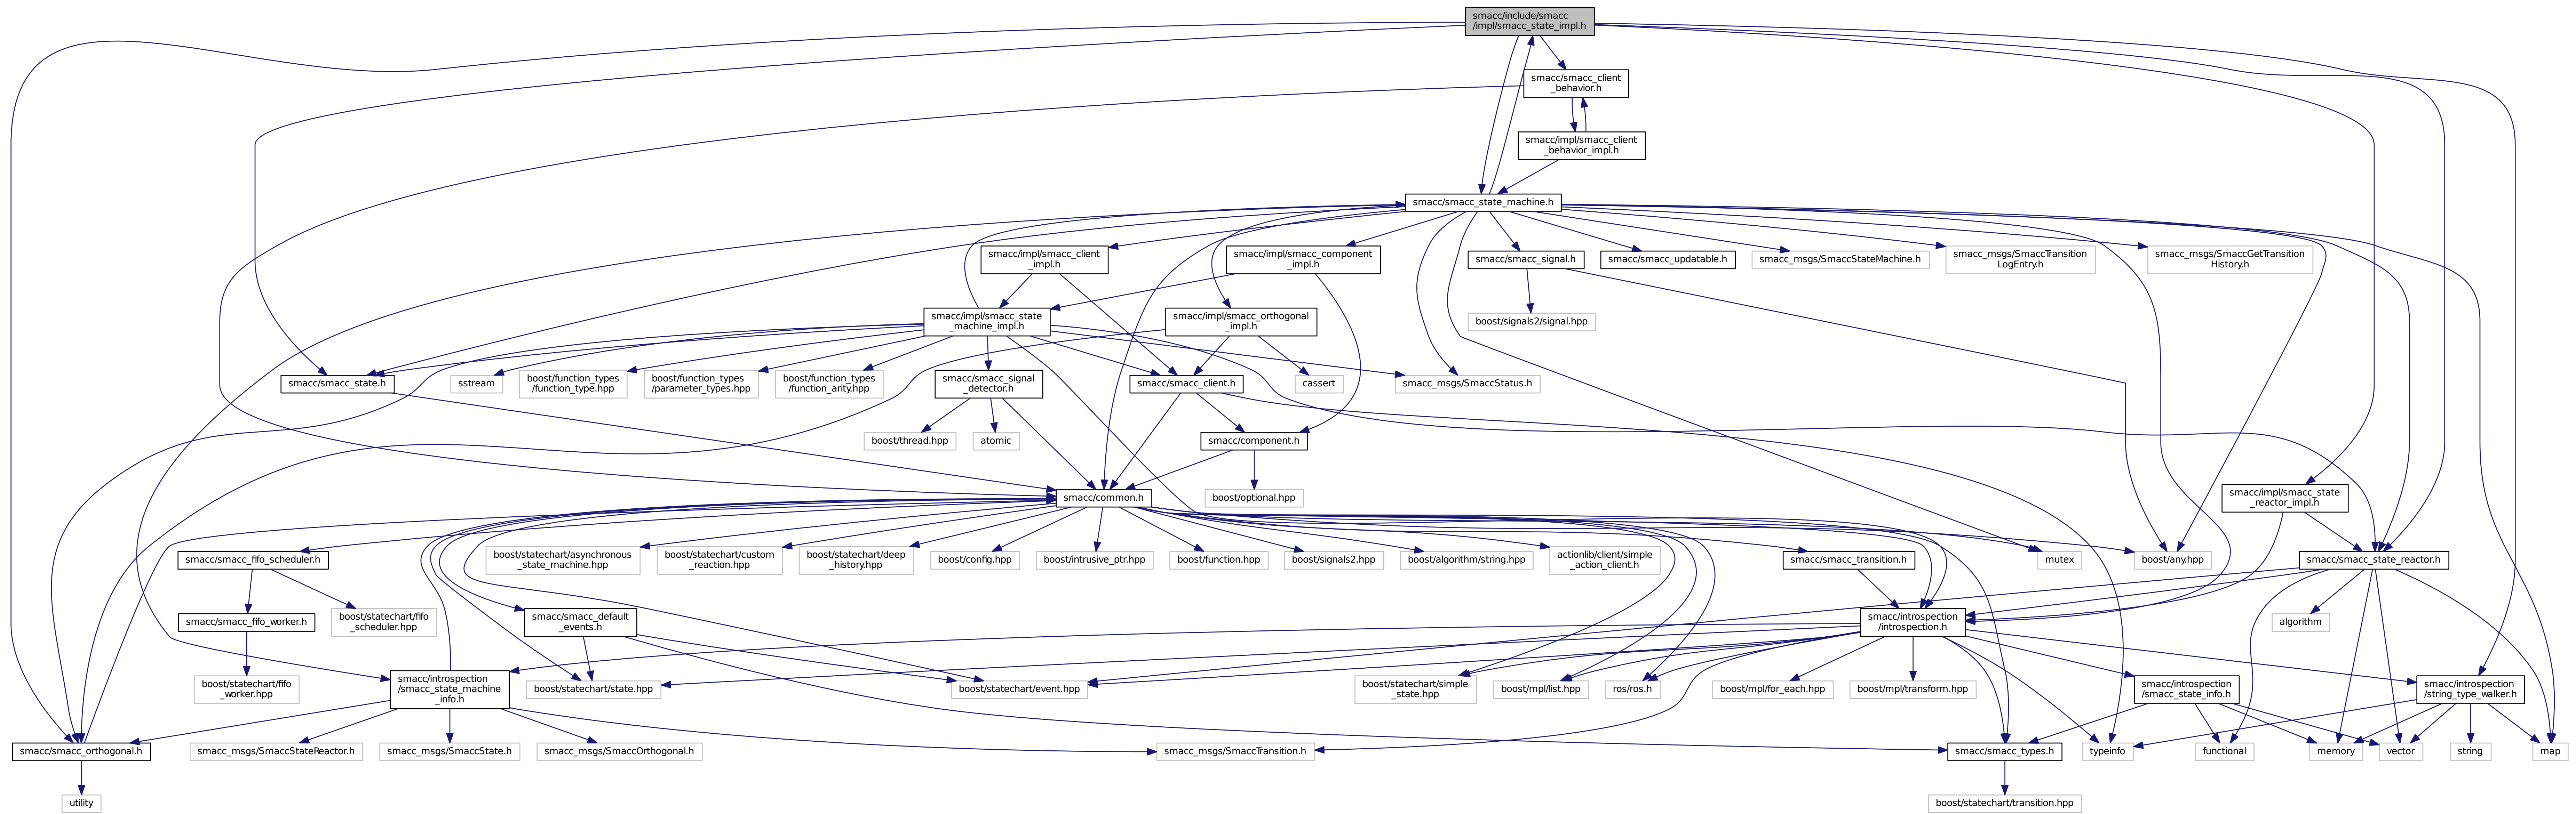 smacc/include/smacc
/impl/smacc_state_impl.h
smacc/smacc_client
_behavior.h
smacc/impl/smacc_client
_behavior_impl.h
smacc/smacc_state_machine.h
smacc/impl/smacc_client
_impl.h
smacc/impl/smacc_component
_impl.h
smacc/smacc_signal.h
smacc/smacc_updatable.h
smacc_msgs/SmaccStateMachine.h
smacc_msgs/SmaccTransition
LogEntry.h
smacc_msgs/SmaccGetTransition
History.h
smacc/impl/smacc_state
_machine_impl.h
smacc/impl/smacc_orthogonal
_impl.h
boost/signals2/signal.hpp
smacc/smacc_state.h
sstream
boost/function_types
/function_type.hpp
boost/function_types
/parameter_types.hpp
boost/function_types
/function_arity.hpp
smacc/smacc_signal
_detector.h
smacc/smacc_client.h
cassert
smacc_msgs/SmaccStatus.h
boost/thread.hpp
atomic
smacc/component.h
smacc/common.h
boost/optional.hpp
smacc/impl/smacc_state
_reactor_impl.h
smacc/smacc_fifo_scheduler.h
boost/statechart/asynchronous
_state_machine.hpp
boost/statechart/custom
_reaction.hpp
boost/statechart/deep
_history.hpp
boost/config.hpp
boost/intrusive_ptr.hpp
boost/function.hpp
boost/signals2.hpp
boost/algorithm/string.hpp
actionlib/client/simple
_action_client.h
smacc/smacc_transition.h
mutex
boost/any.hpp
smacc/smacc_state_reactor.h
smacc/smacc_fifo_worker.h
boost/statechart/fifo
_scheduler.hpp
smacc/smacc_default
_events.h
smacc/introspection
/introspection.h
algorithm
boost/statechart/fifo
_worker.hpp
smacc/introspection
/smacc_state_machine
_info.h
boost/statechart/state.hpp
boost/statechart/event.hpp
boost/statechart/simple
_state.hpp
boost/mpl/list.hpp
ros/ros.h
boost/mpl/for_each.hpp
boost/mpl/transform.hpp
smacc/introspection
/smacc_state_info.h
smacc/introspection
/string_type_walker.h
smacc/smacc_orthogonal.h
smacc_msgs/SmaccStateReactor.h
smacc_msgs/SmaccState.h
smacc_msgs/SmaccOrthogonal.h
smacc_msgs/SmaccTransition.h
smacc/smacc_types.h
typeinfo
functional
memory
vector
string
map
utility
boost/statechart/transition.hpp